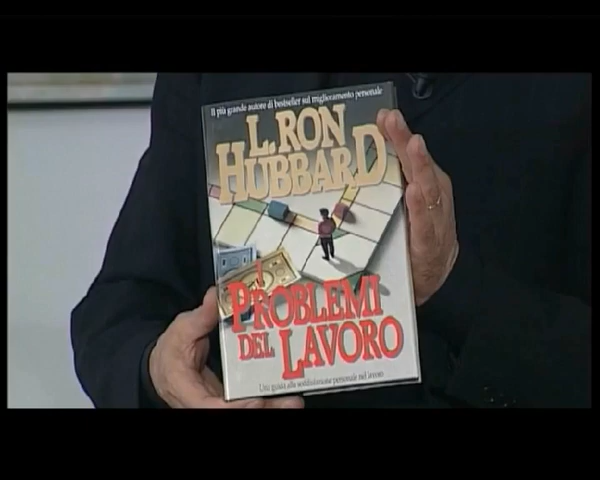 Il più grande autore di bestseller sul miglioramento personale
L. RON
HUBBARD
I
PROBLEMI
DEL LAVORO
Una guida alla soddisfazione personale nel lavoro